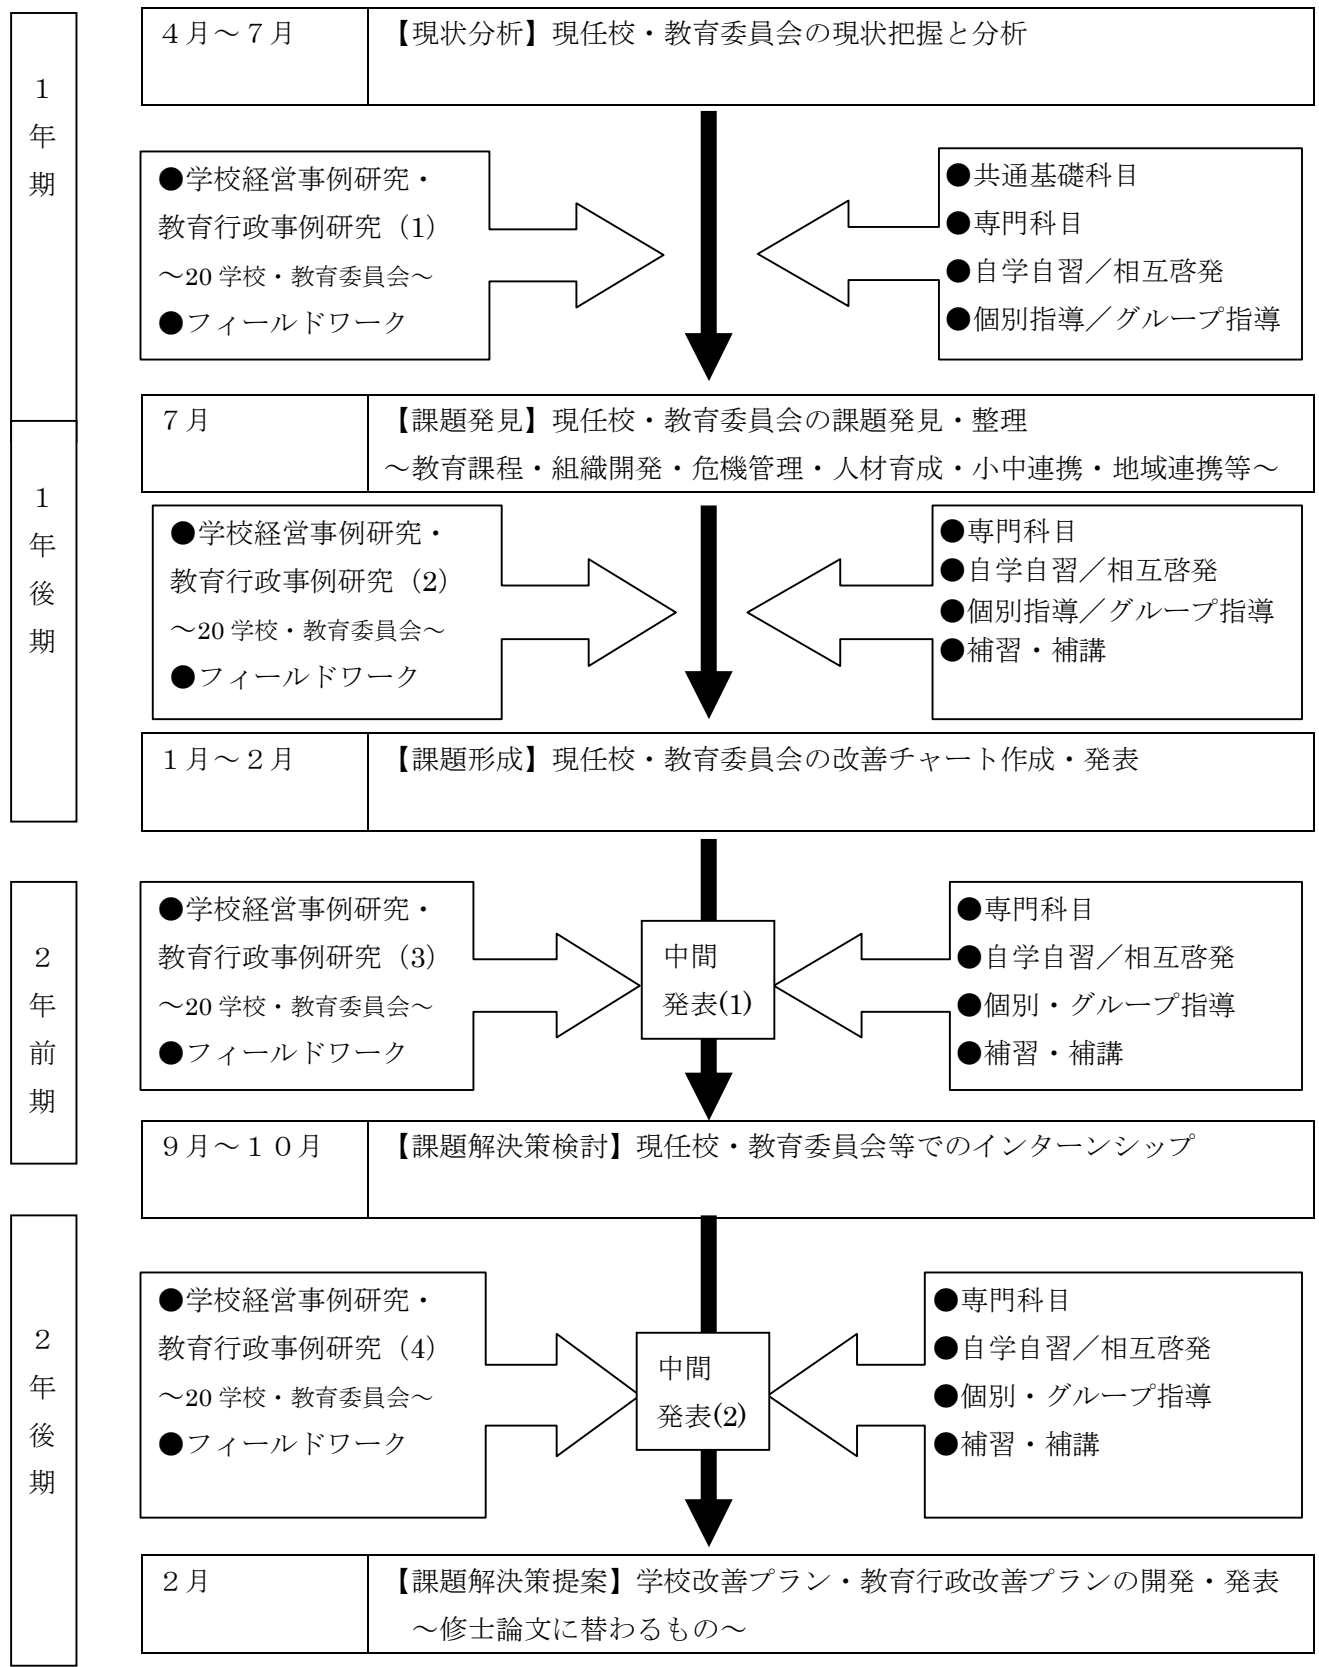 １年期
４月～７月
【現状分析】現任校・教育委員会の現状把握と分析
●学校経営事例研究・
教育行政事例研究（1）
～20 学校・教育委員会～
●フィールドワーク
●共通基礎科目
●専門科目
●自学自習／相互啓発
●個別指導／グループ指導
１年後期
７月
【課題発見】現任校・教育委員会の課題発見・整理
～教育課程・組織開発・危機管理・人材育成・小中連携・地域連携等～
●学校経営事例研究・
教育行政事例研究（2）
～20 学校・教育委員会～
●フィールドワーク
●専門科目
●自学自習／相互啓発
●個別指導／グループ指導
●補習・補講
１月～２月
【課題形成】現任校・教育委員会の改善チャート作成・発表
２年前期
●学校経営事例研究・
教育行政事例研究（3）
～20 学校・教育委員会～
●フィールドワーク
中間
発表(1)
●専門科目
●自学自習／相互啓発
●個別・グループ指導
●補習・補講
９月～１０月
【課題解決策検討】現任校・教育委員会等でのインターンシップ
２年後期
●学校経営事例研究・
教育行政事例研究（4）
～20 学校・教育委員会～
●フィールドワーク
中間
発表(2)
●専門科目
●自学自習／相互啓発
●個別・グループ指導
●補習・補講
２月
【課題解決策提案】学校改善プラン・教育行政改善プランの開発・発表
～修士論文に替わるもの～